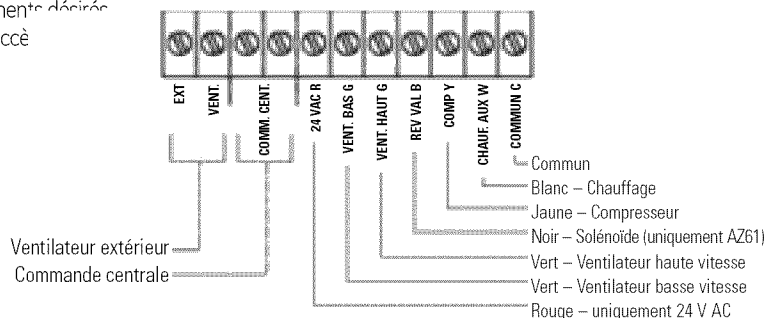 EXT
VENT.
COMM. CENT.
24 VAC R
VENT. BAS G
VENT. HAUT G
REV VAL B
COMP Y
CHAUF. AUX W
COMMUN C
Commun
Blanc – Chauffage
Jaune – Compresseur
Noir – Solénoïde (uniquement AZ61)
Vert – Ventilateur haute vitesse
Vert – Ventilateur basse vitesse
Rouge – uniquement 24 V AC
Ventilateur extérieur
Commande centrale